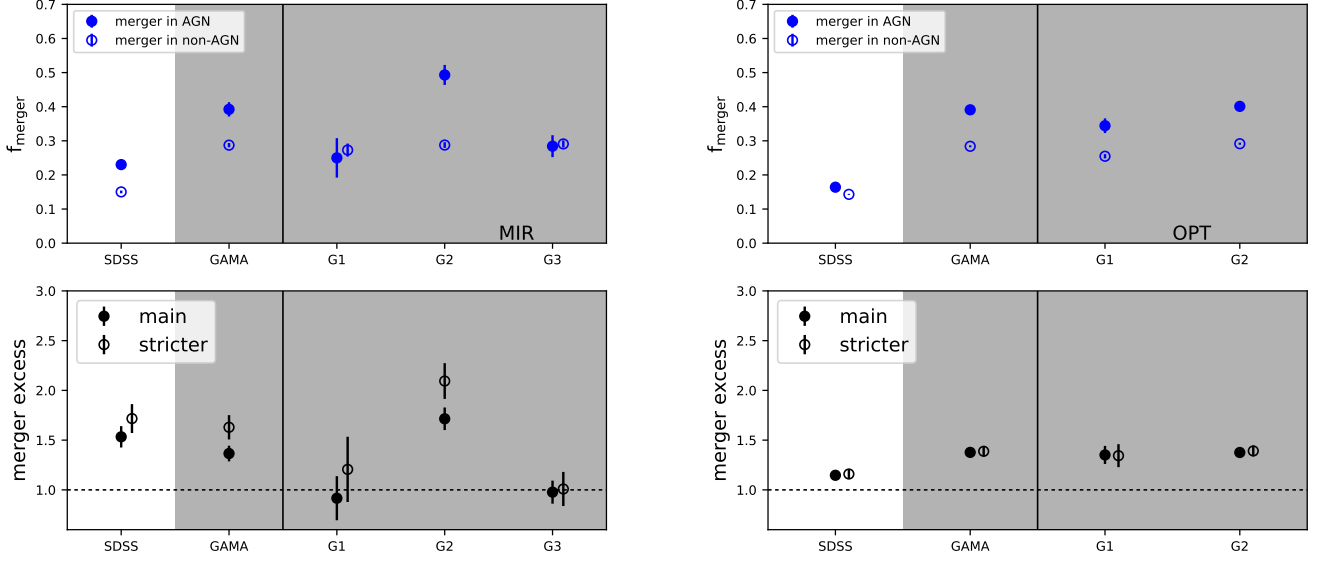 merger in AGN
merger in non-AGN
f_merger
0.7
0.6
0.5
0.4
0.3
0.2
0.1
0.0
MIR
SDSS GAMA G1 G2 G3
merger in AGN
merger in non-AGN
f_merger
0.7
0.6
0.5
0.4
0.3
0.2
0.1
0.0
OPT
SDSS GAMA G1 G2
main
stricter
merger excess
3.0
2.5
2.0
1.5
1.0
SDSS GAMA G1 G2 G3
main
stricter
merger excess
3.0
2.5
2.0
1.5
1.0
SDSS GAMA G1 G2